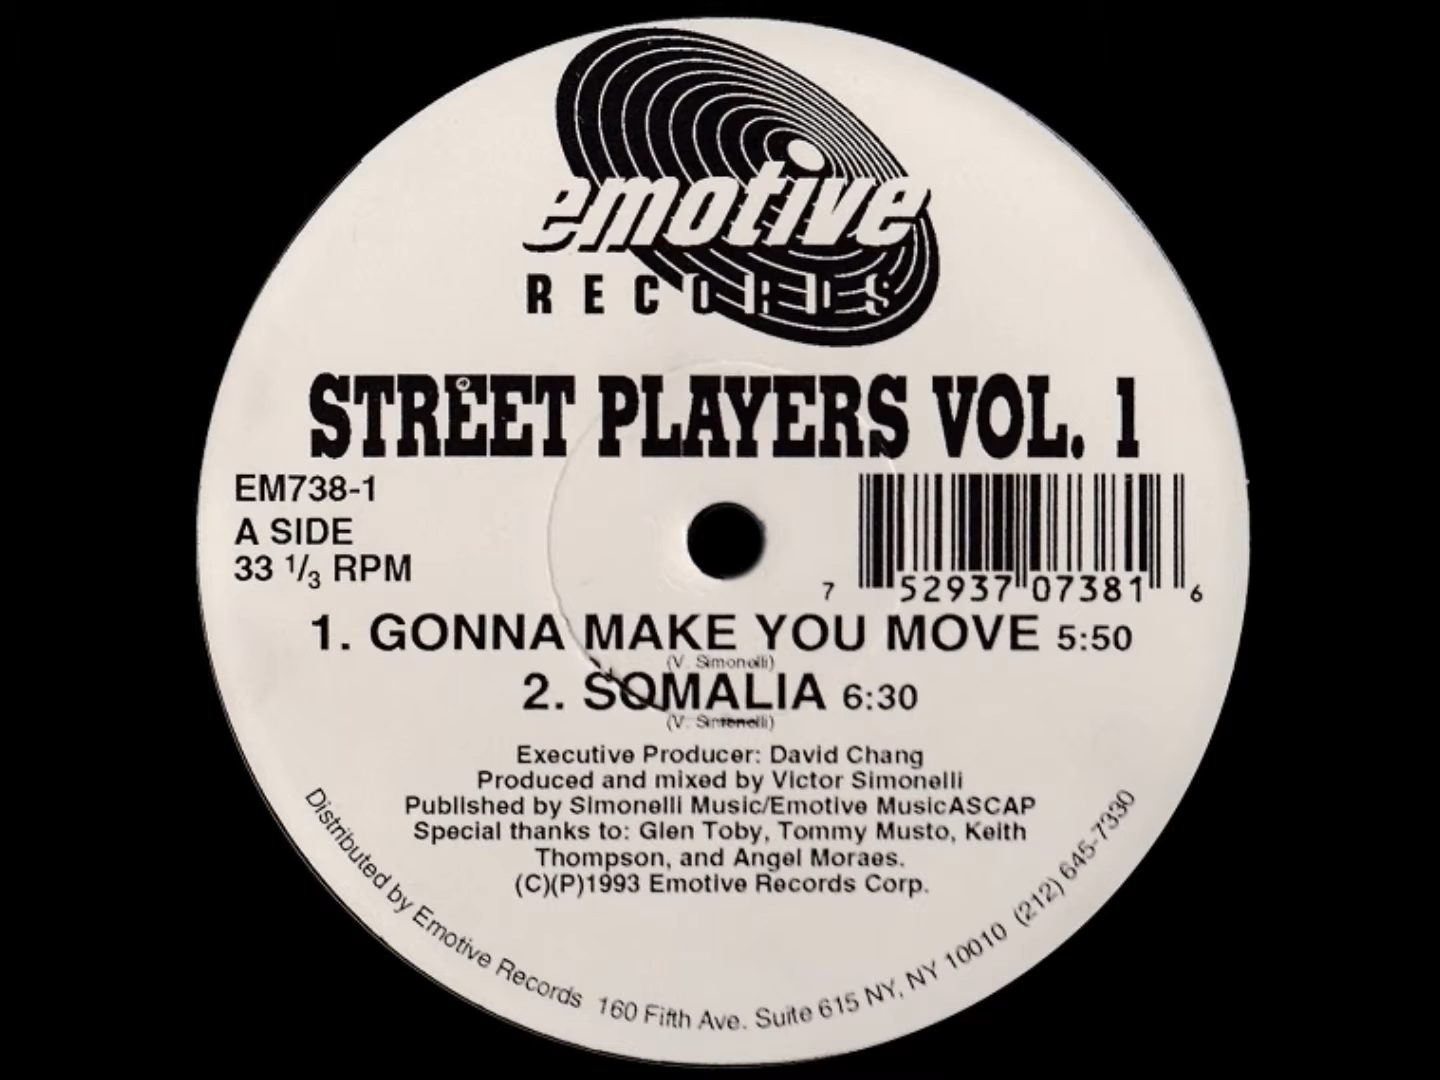 emotive
RECORDS
STREET PLAYERS VOL. 1
EM738-1
A SIDE
33 1/3 RPM
7 52937 07381 6
1. GONNA MAKE YOU MOVE 5:50
(V. Simonelli)
2. SOMALIA 6:30
(V. Simonelli)
Executive Producer: David Chang
Produced and mixed by Victor Simonelli
Published by Simonelli Music/Emotive MusicASCAP
Special thanks to: Glen Toby, Tommy Musto, Keith
Thompson, and Angel Moraes.
(C)(P)1993 Emotive Records Corp.
Distributed by Emotive Records 160 Fifth Ave. Suite 615 NY, NY 10010 (212) 645-7330